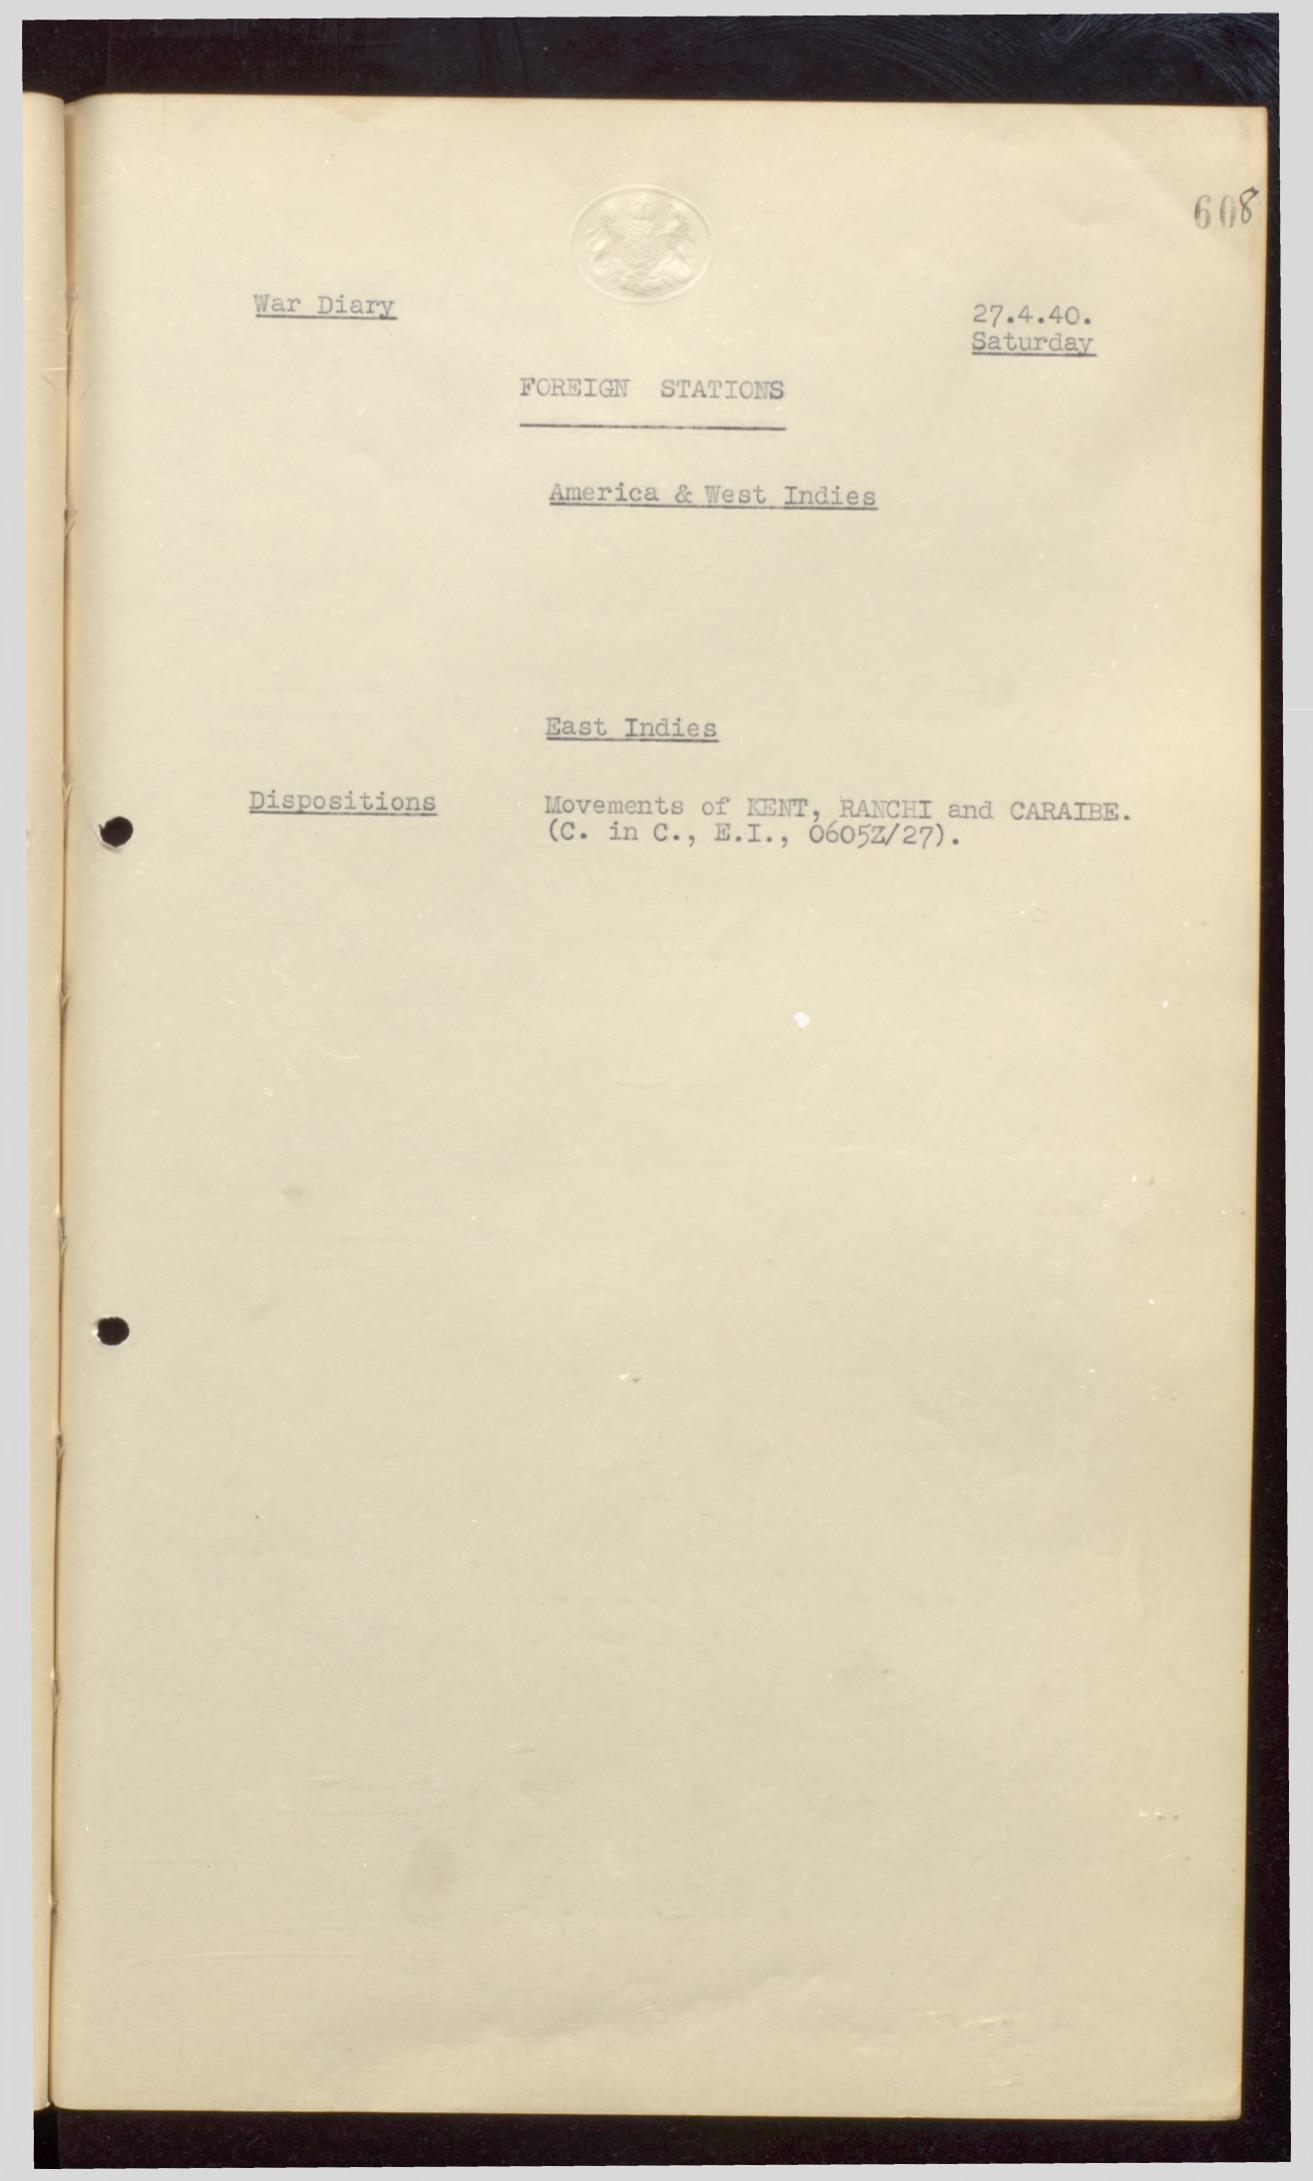 608
War Diary
27.4.40.
Saturday
FOREIGN STATIONS
America & West Indies
East Indies
Dispositions
Movements of KENT, RANCHI and CARAIBE.
(C. in C., E.I., 0605Z/27).